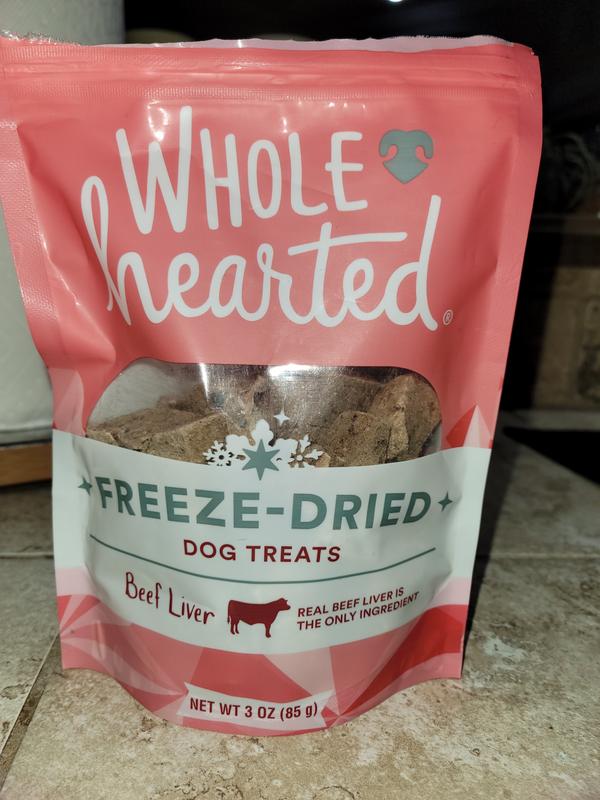 WHOLE
hearted®
FREEZE-DRIED
DOG TREATS
Beef Liver
REAL BEEF LIVER IS
THE ONLY INGREDIENT
NET WT 3 OZ (85 g)